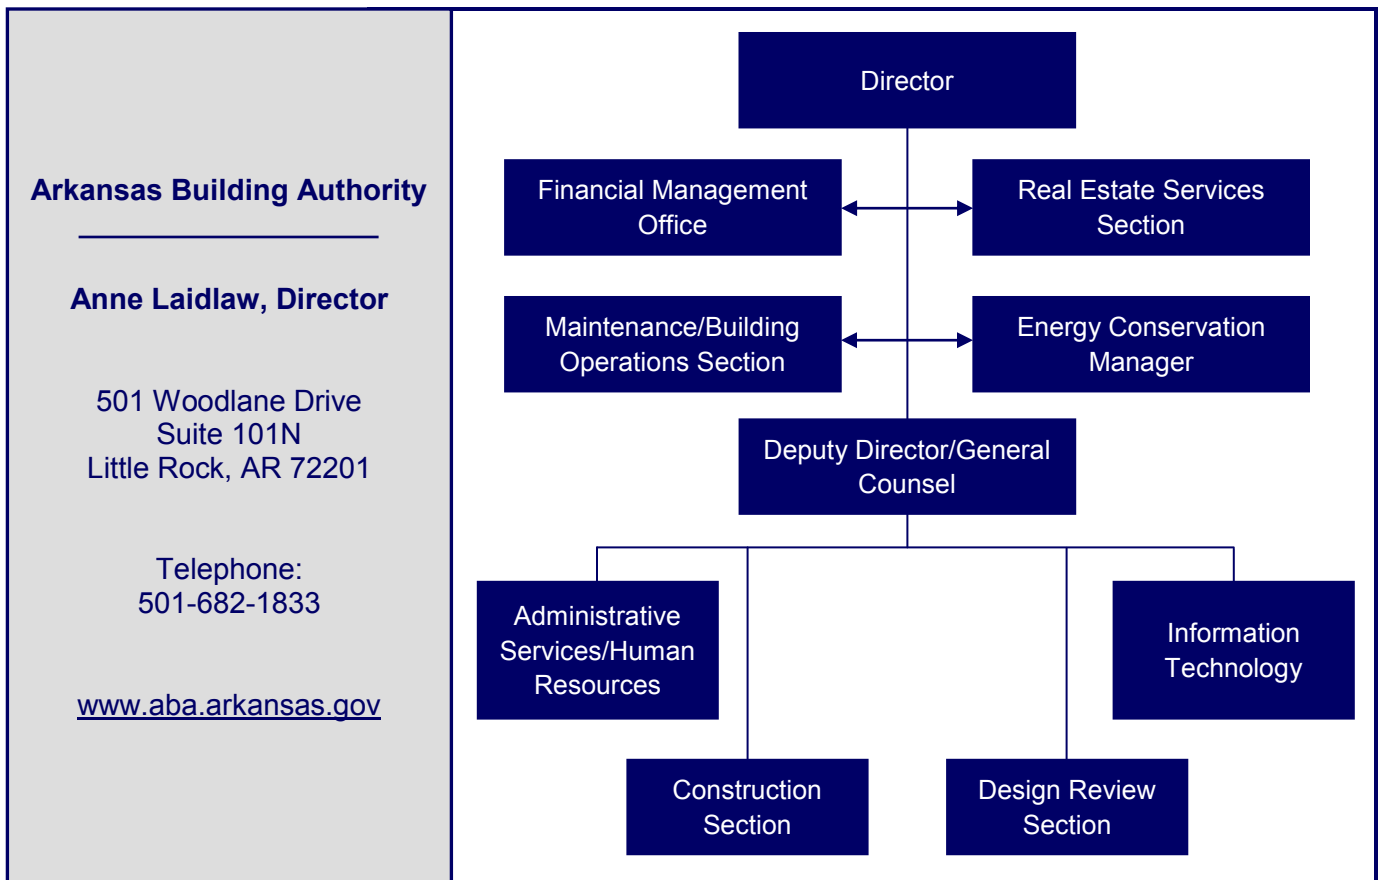 Arkansas Building Authority
Anne Laidlaw, Director
501 Woodlane Drive
Suite 101N
Little Rock, AR 72201
Telephone:
501-682-1833
www.aba.arkansas.gov
Director
Financial Management
Office
Real Estate Services
Section
Maintenance/Building
Operations Section
Energy Conservation
Manager
Deputy Director/General
Counsel
Administrative
Services/Human
Resources
Information
Technology
Construction
Section
Design Review
Section